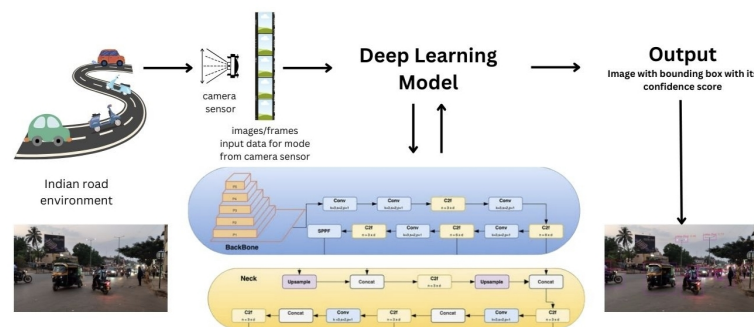 Deep Learning
Model
Output
Image with bounding box with its
confidence score
camera
sensor
images/frames
input data for mode
from camera sensor
Indian road
environment
Conv
Conv
C2f
Conv
SPPF
C2f
Conv
C2f
Conv
C2f
BackBone
Neck
Upsample
Concat
C2f
Upsample
Concat
C2f
Concat
Conv
C2f
Concat
Conv
C2f